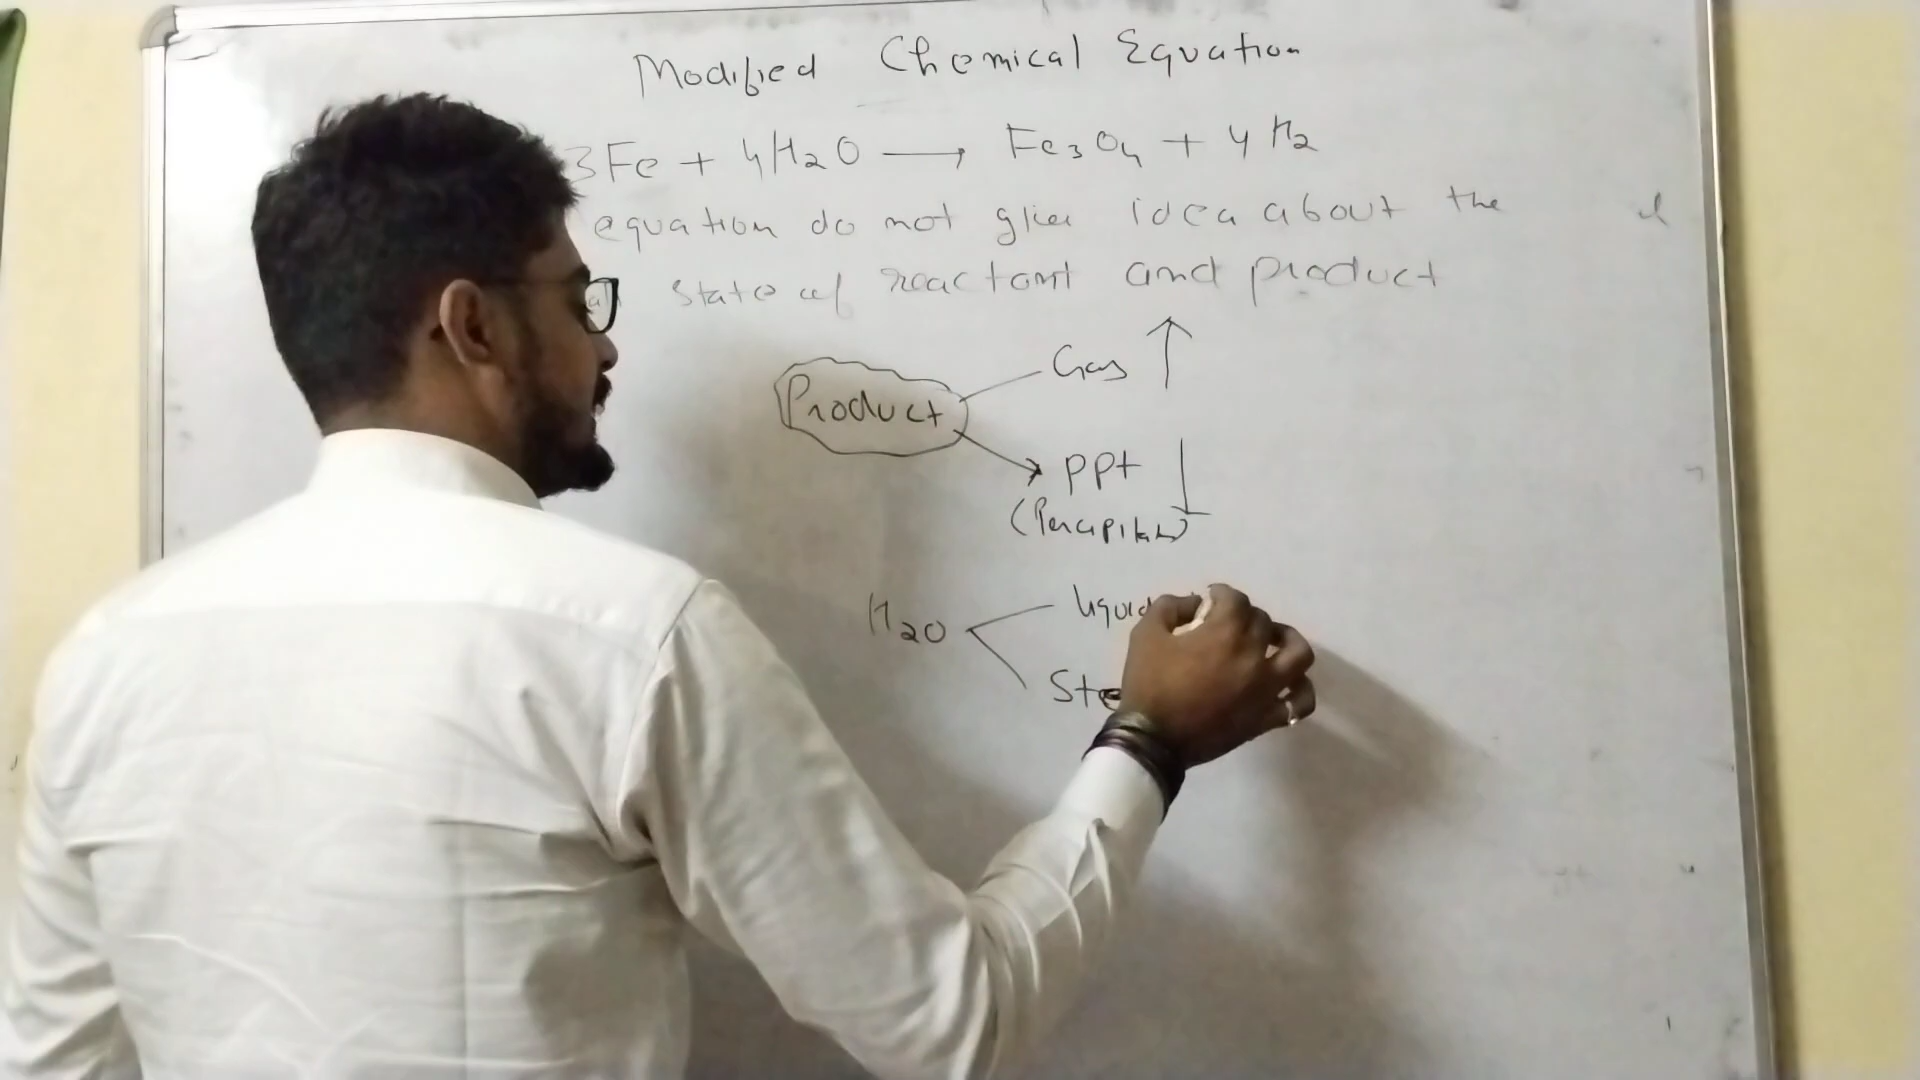 Modified Chemical Equation
3Fe + 4H2O → Fe3O4 + 4H2
equation do not give idea about the
state of reactant and product
Product
Gas ↑
ppt ↓
H2O
liquid
Ste